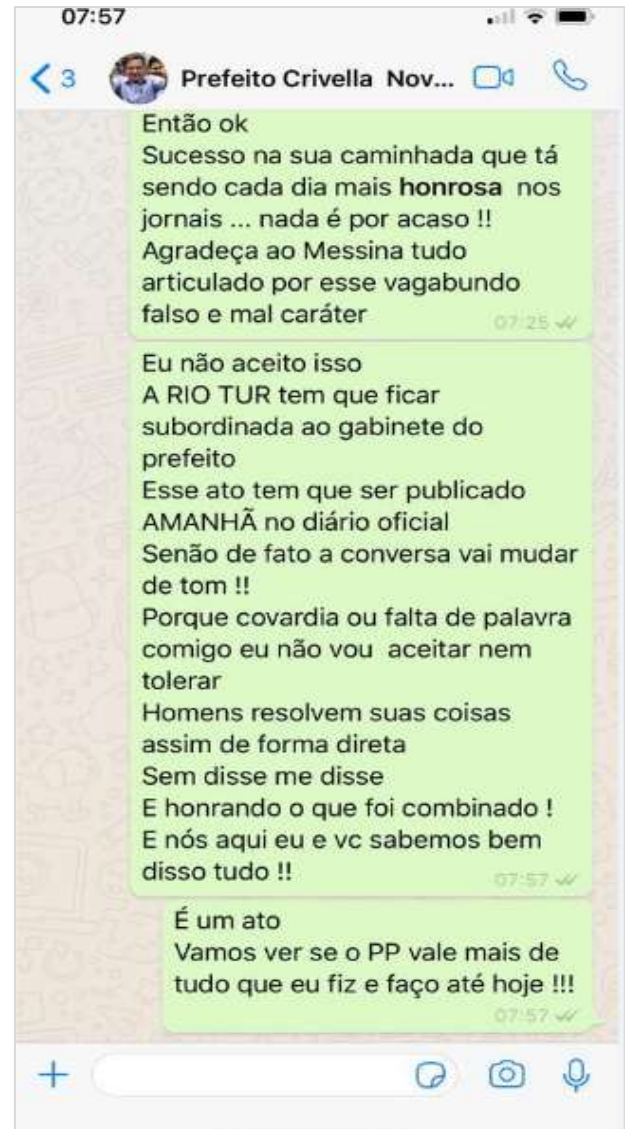 07:57
3
Prefeito Crivella Nov...
Então ok
Sucesso na sua caminhada que tá
sendo cada dia mais honrosa nos
jornais ... nada é por acaso !!
Agradeça ao Messina tudo
articulado por esse vagabundo
falso e mal caráter
07:25
Eu não aceito isso
A RIO TUR tem que ficar
subordinada ao gabinete do
prefeito
Esse ato tem que ser publicado
AMANHÃ no diário oficial
Senão de fato a conversa vai mudar
de tom !!
Porque covardia ou falta de palavra
comigo eu não vou aceitar nem
tolerar
Homens resolvem suas coisas
assim de forma direta
Sem disse me disse
E honrando o que foi combinado !
E nós aqui eu e vc sabemos bem
disso tudo !!
07:57
É um ato
Vamos ver se o PP vale mais de
tudo que eu fiz e faço até hoje !!!
07:57